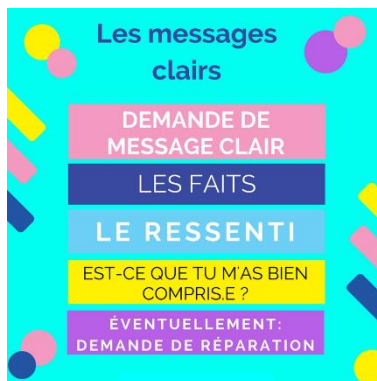 Les messages
clairs
DEMANDE DE
MESSAGE CLAIR
LES FAITS
LE RESSENTI
EST-CE QUE TU M'AS BIEN
COMPRIS.E ?
ÉVENTUELLEMENT:
DEMANDE DE RÉPARATION